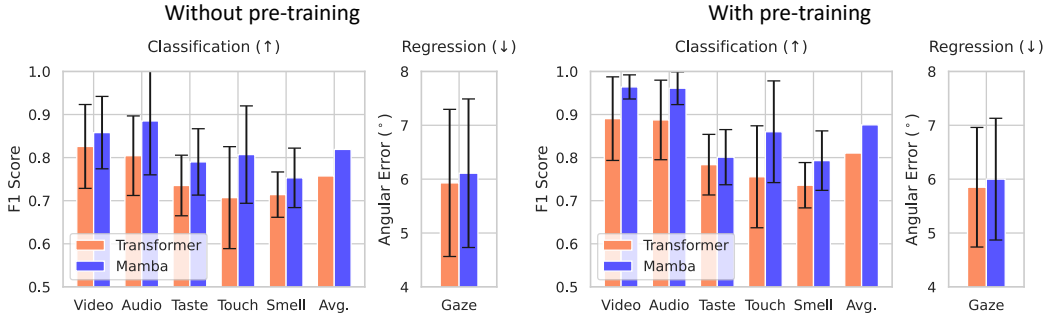 Without pre-training
Classification (↑)
Regression (↓)
F1 Score
1.0
0.9
0.8
0.7
0.6
0.5
Transformer
Mamba
Video Audio Taste Touch Smell Avg.
Angular Error (°)
8
7
6
5
4
Gaze
With pre-training
Classification (↑)
Regression (↓)
F1 Score
1.0
0.9
0.8
0.7
0.6
0.5
Transformer
Mamba
Video Audio Taste Touch Smell Avg.
Angular Error (°)
8
7
6
5
4
Gaze